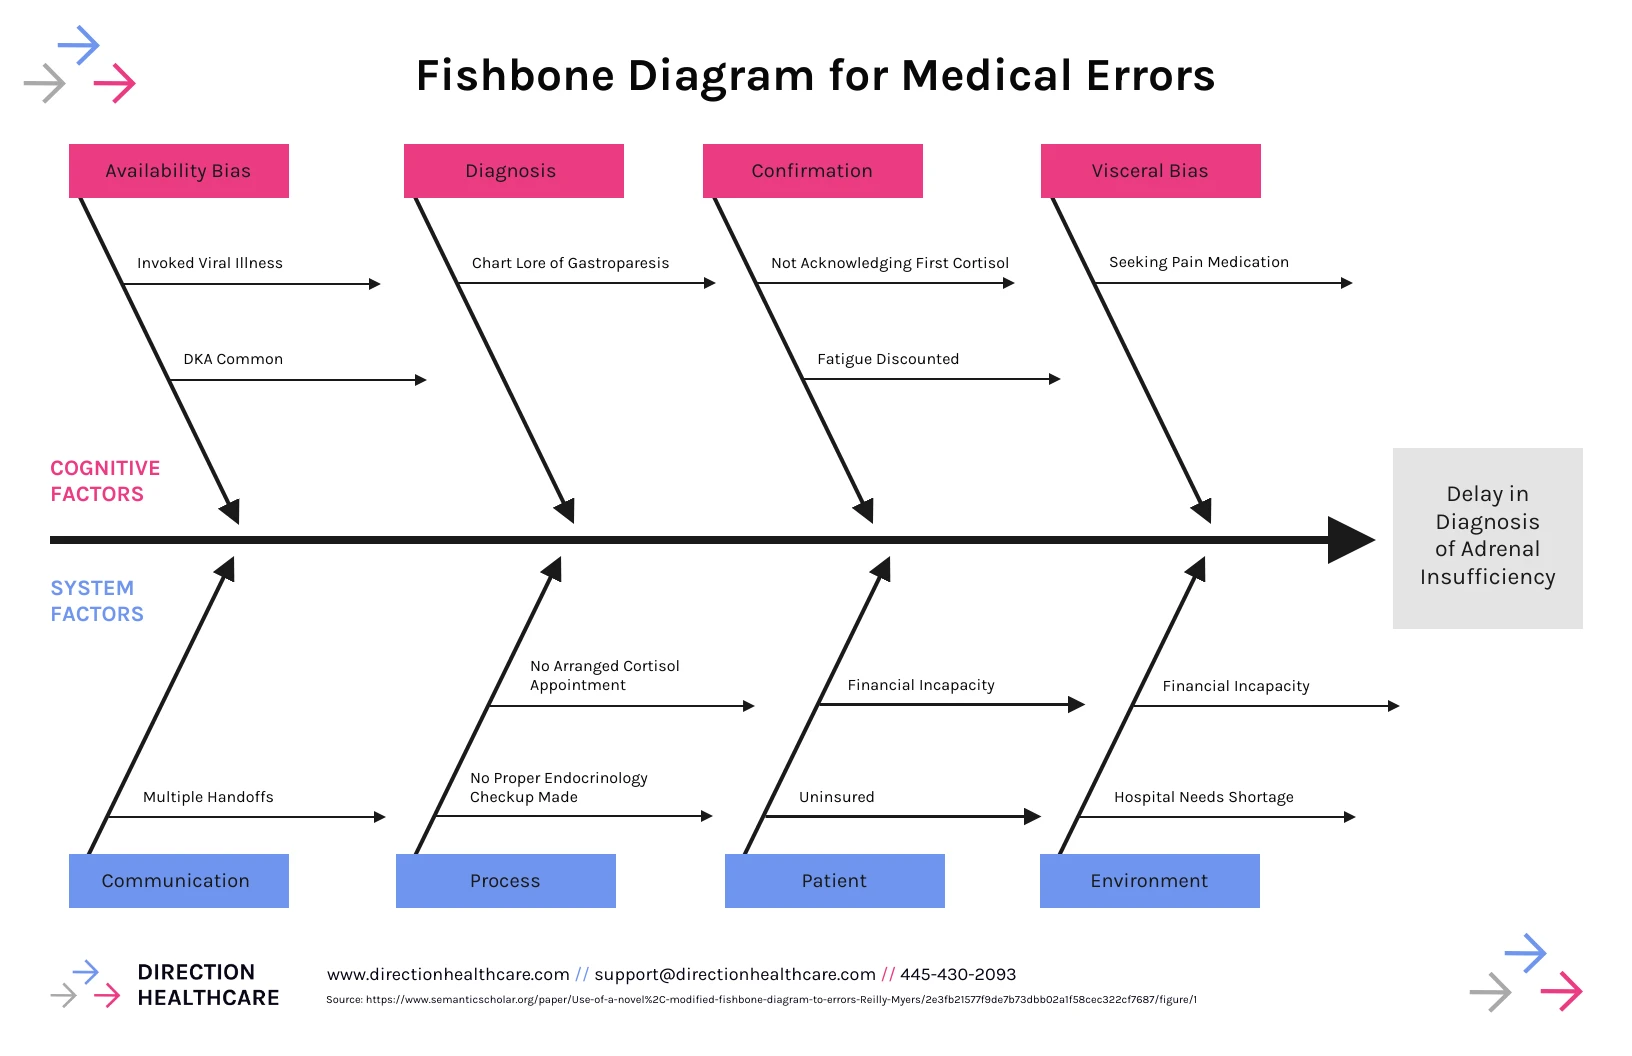 Fishbone Diagram for Medical Errors
Availability Bias
Diagnosis
Confirmation
Visceral Bias
Invoked Viral Illness
Chart Lore of Gastroparesis
Not Acknowledging First Cortisol
Seeking Pain Medication
DKA Common
Fatigue Discounted
COGNITIVE
FACTORS
Delay in
Diagnosis
of Adrenal
Insufficiency
SYSTEM
FACTORS
No Arranged Cortisol
Appointment
Financial Incapacity
Financial Incapacity
Multiple Handoffs
No Proper Endocrinology
Checkup Made
Uninsured
Hospital Needs Shortage
Communication
Process
Patient
Environment
DIRECTION
HEALTHCARE
www.directionhealthcare.com // support@directionhealthcare.com // 445-430-2093
Source: https://www.semanticscholar.org/paper/Use-of-a-novel%2C-modified-fishbone-diagram-to-errors-Reilly-Myers/2e3fb21577f9de7b73dbb02a1f58cec322cf7687/figure/1